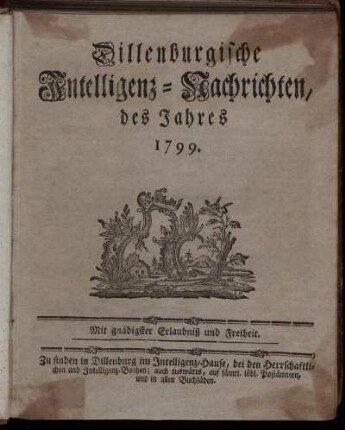 Dillenburgische
Intelligenz-Nachrichten,
des Jahres
1799.
Mit gnädigster Erlaubniß und Freiheit.
Zu finden in Dillenburg im Intelligenz-Hause, bei den Herrschaftli-
chen und Intelligenz-Bothen: auch auswärts, auf sämtl. löbl. Postämtern,
und in allen Buchläden.